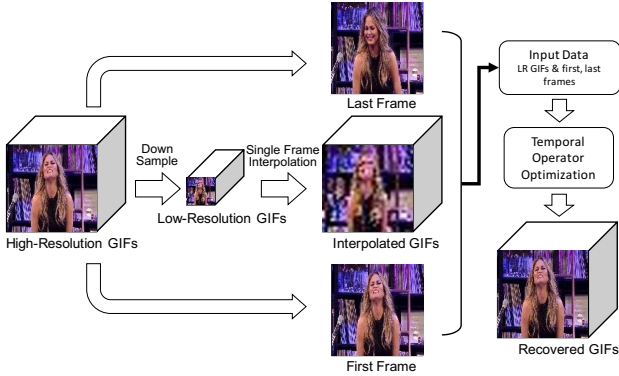 Last Frame
Input Data
LR GIFs & first, last
frames
Down
Sample
Single Frame
Interpolation
Temporal
Operator
Optimization
Low-Resolution GIFs
High-Resolution GIFs
Interpolated GIFs
First Frame
Recovered GIFs